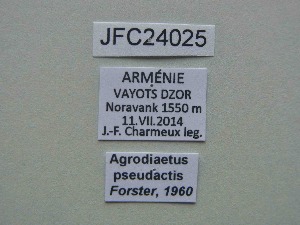 JFC24025
ARMÉNIE
VAYOTS DZOR
Noravank 1550 m
11.VII.2014
J.-F. Charmeux leg.
Agrodiaetus
pseudactis
Forster, 1960